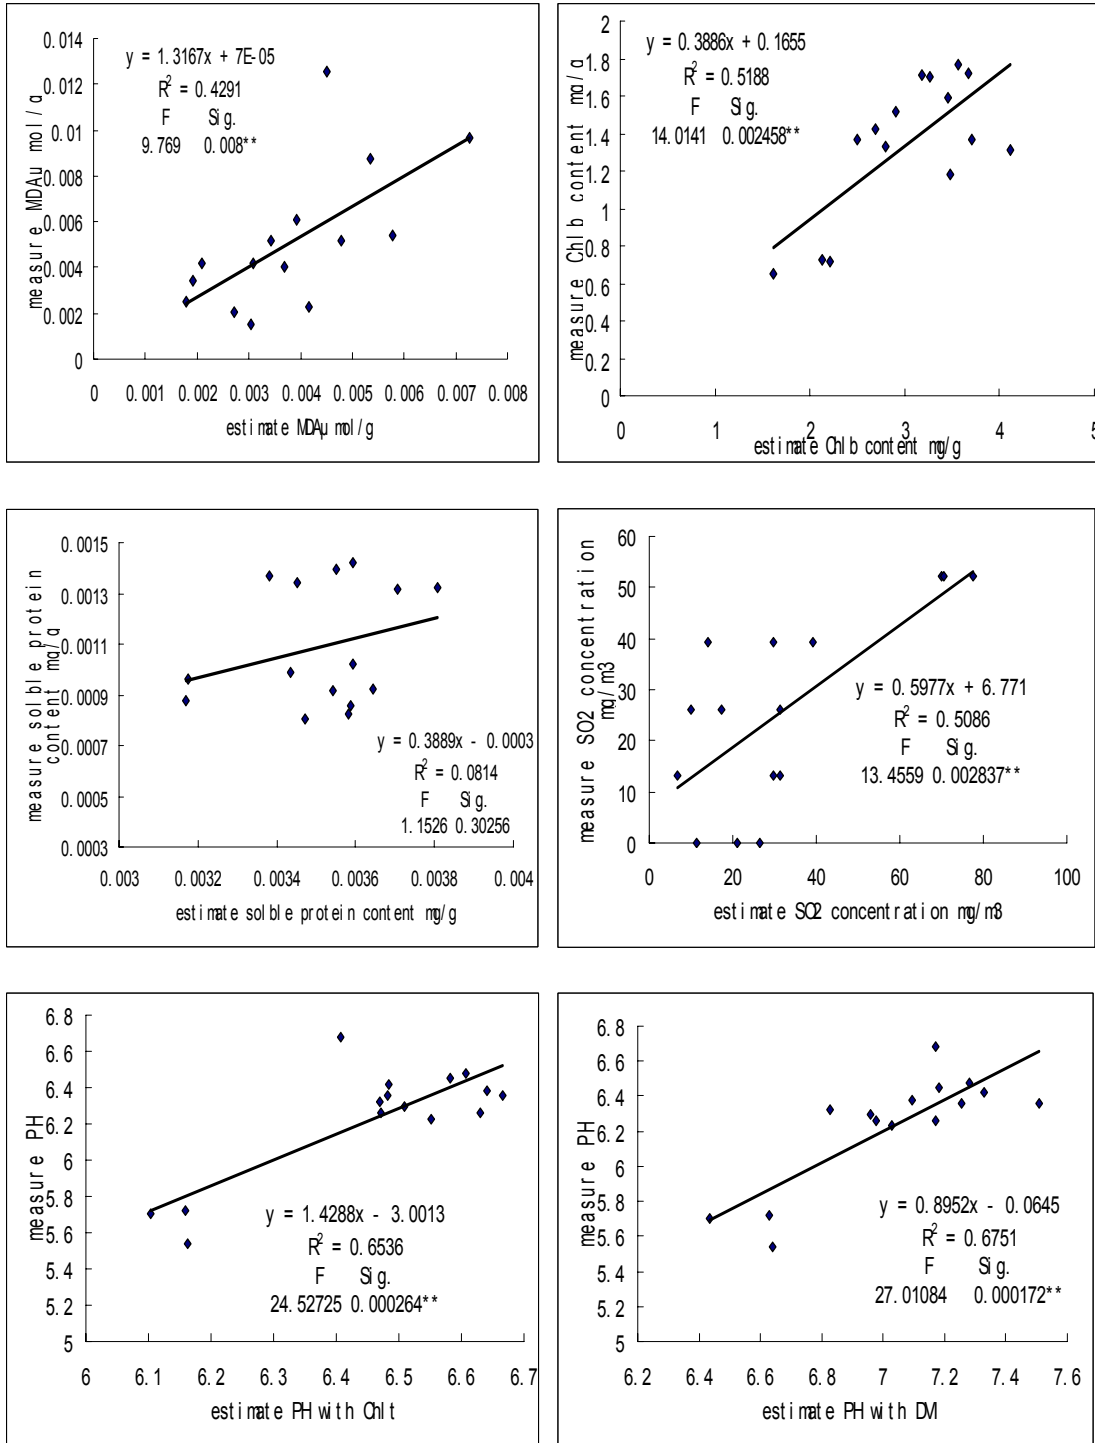 0.014
0.012
0.01
0.008
0.006
0.004
0.002
0
measure MDAu mol/g
y = 1.3167x + 7E-05
R² = 0.4291
F Sig.
9.769 0.008**
0 0.001 0.002 0.003 0.004 0.005 0.006 0.007 0.008
estimate MDAμ mol/g
2
1.8
1.6
1.4
1.2
1
0.8
0.6
0.4
0.2
0
measure Chlb content mg/g
y = 0.3886x + 0.1655
R² = 0.5188
F Sig.
14.0141 0.002458**
0 1 2 3 4 5
estimate Chlb content mg/g
0.0015
0.0013
0.0011
0.0009
0.0007
0.0005
0.0003
measure solble protein
content mg/g
y = 0.3889x - 0.0003
R² = 0.0814
F Sig.
1.1526 0.30256
0.003 0.0032 0.0034 0.0036 0.0038 0.004
estimate solble protein content mg/g
60
50
40
30
20
10
0
measure SO2 concentration
mg/m3
y = 0.5977x + 6.771
R² = 0.5086
F Sig.
13.4559 0.002837**
0 20 40 60 80 100
estimate SO2 concentration mg/m3
6.8
6.6
6.4
6.2
6
5.8
5.6
5.4
5.2
5
measure PH
y = 1.4288x - 3.0013
R² = 0.6536
F Sig.
24.52725 0.000264**
6 6.1 6.2 6.3 6.4 6.5 6.6 6.7
estimate PH with Chlt
6.8
6.6
6.4
6.2
6
5.8
5.6
5.4
5.2
5
measure PH
y = 0.8952x - 0.0645
R² = 0.6751
F Sig.
27.01084 0.000172**
6.2 6.4 6.6 6.8 7 7.2 7.4 7.6
estimate PH with DM